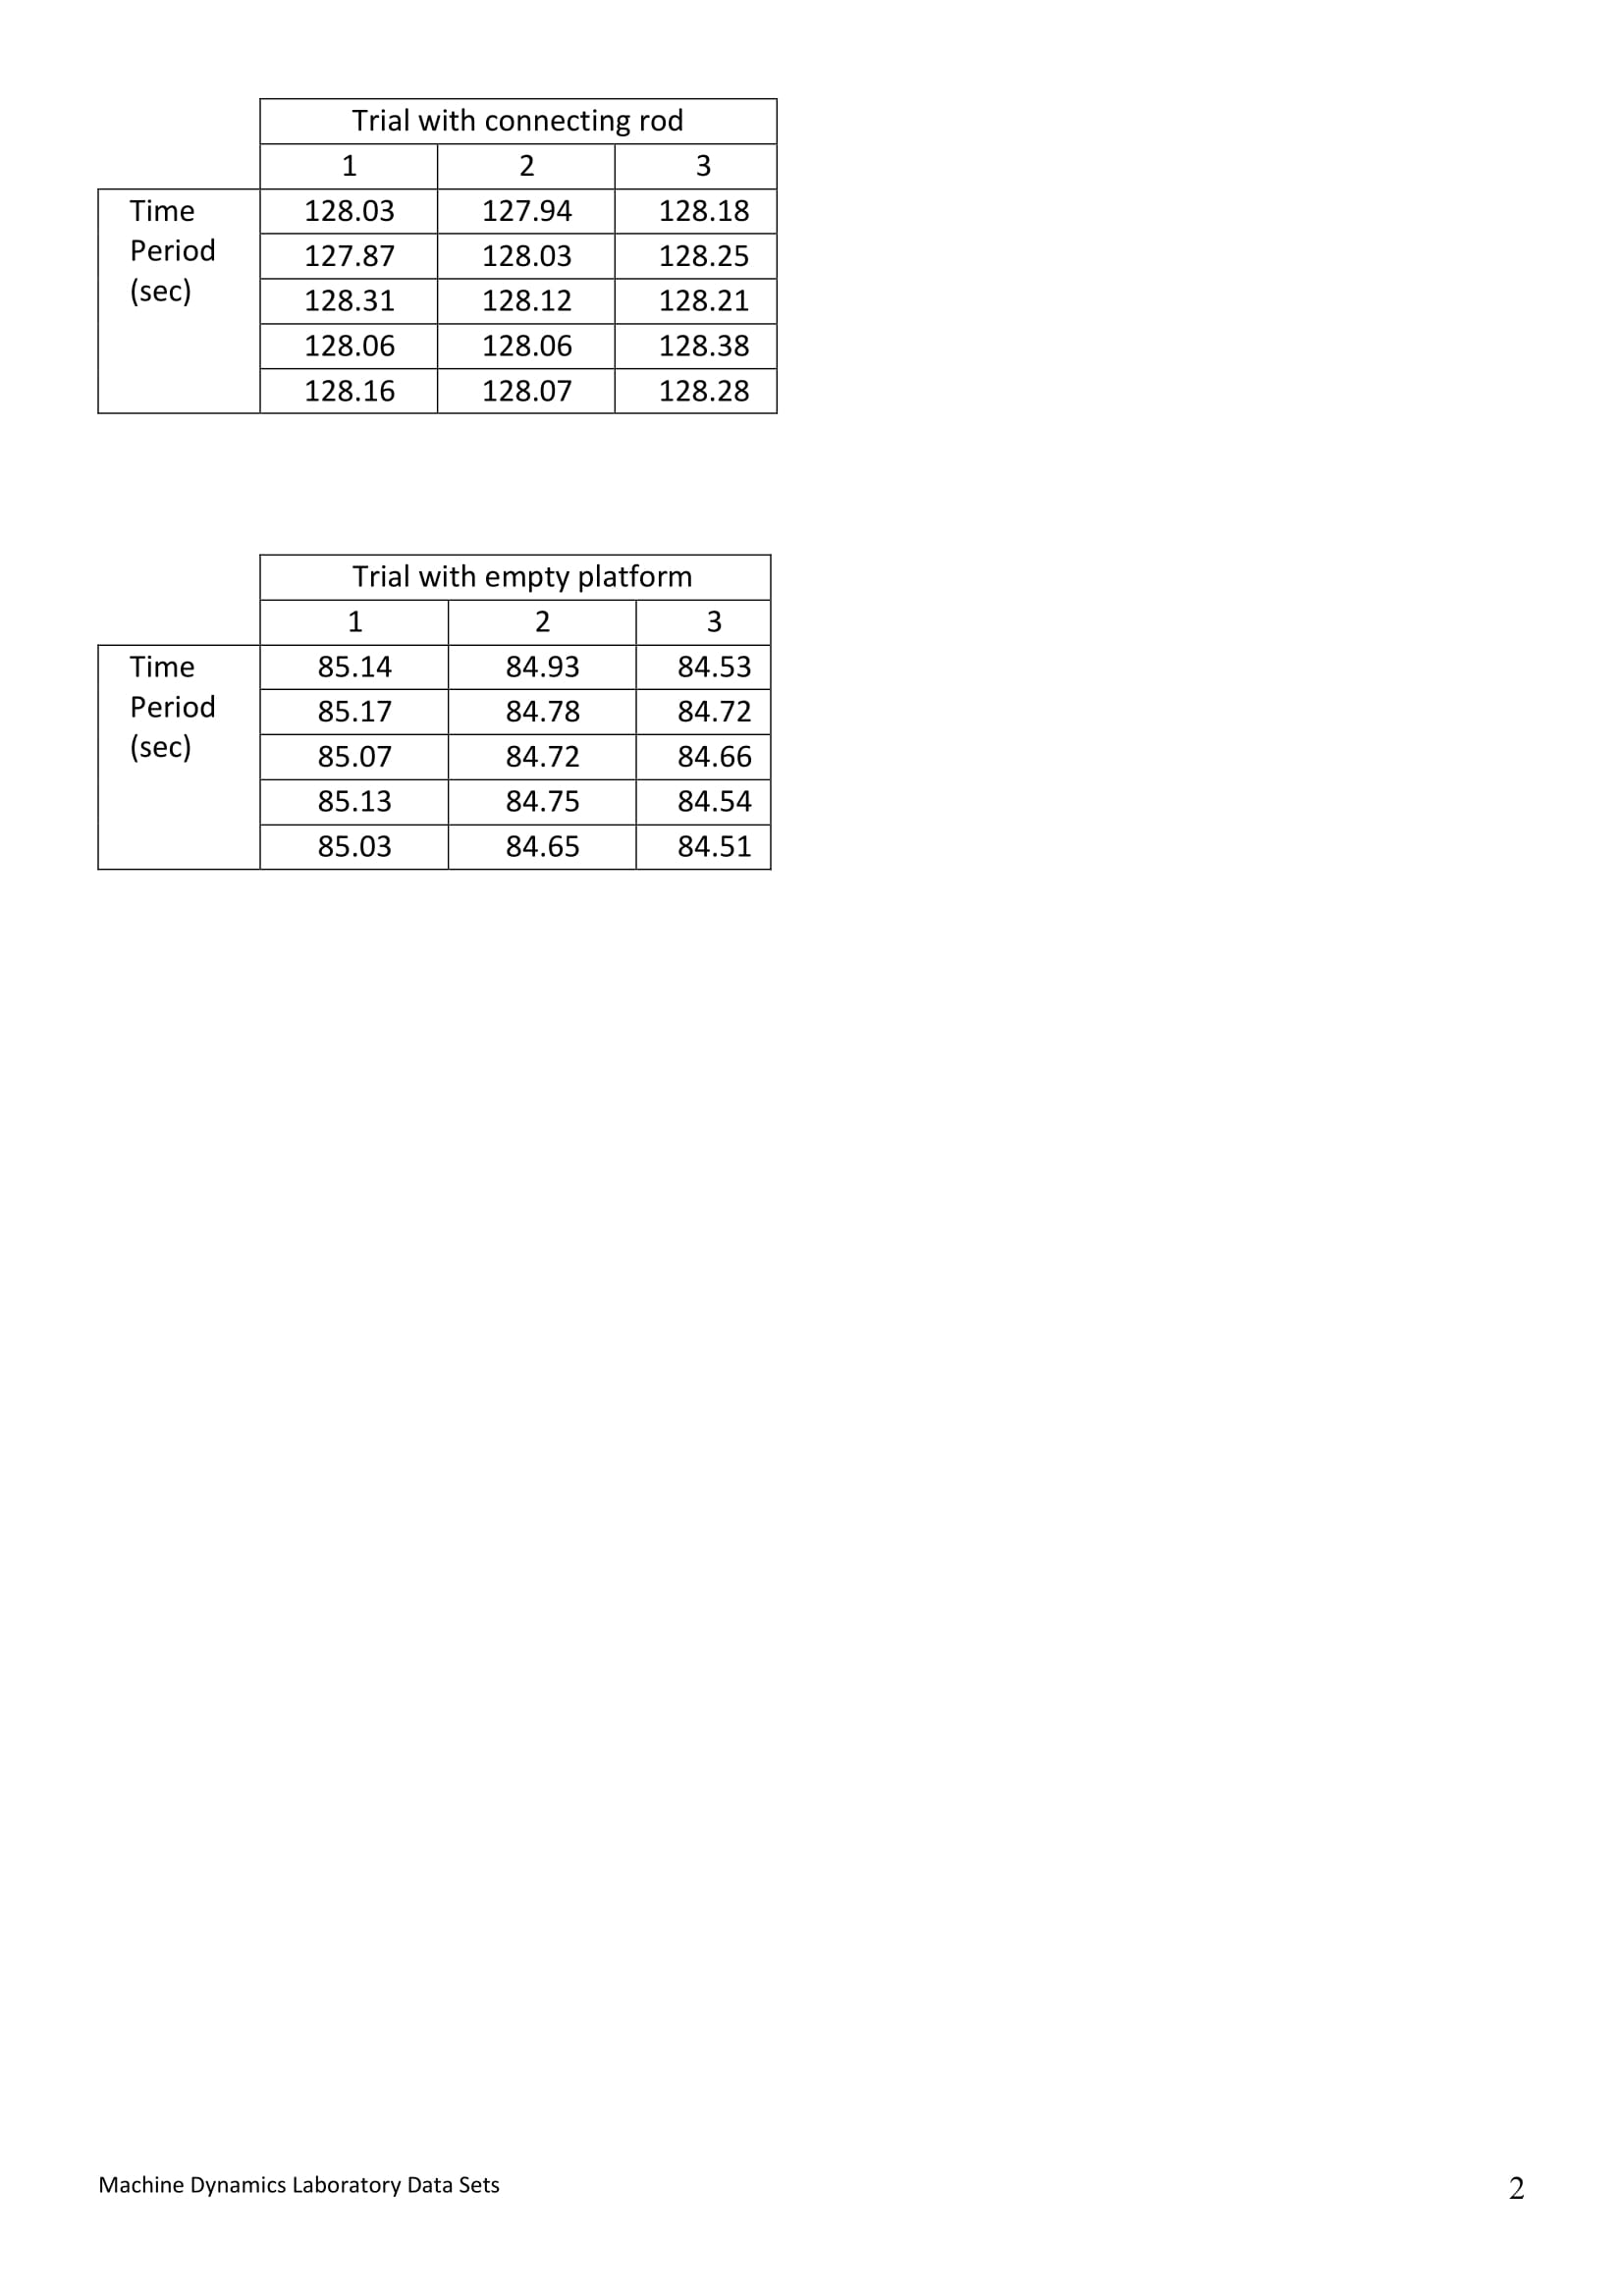 Trial with connecting rod
1 2 3
Time Period (sec) 128.03 127.94 128.18
127.87 128.03 128.25
128.31 128.12 128.21
128.06 128.06 128.38
128.16 128.07 128.28
Trial with empty platform
1 2 3
Time Period (sec) 85.14 84.93 84.53
85.17 84.78 84.72
85.07 84.72 84.66
85.13 84.75 84.54
85.03 84.65 84.51
Machine Dynamics Laboratory Data Sets 2